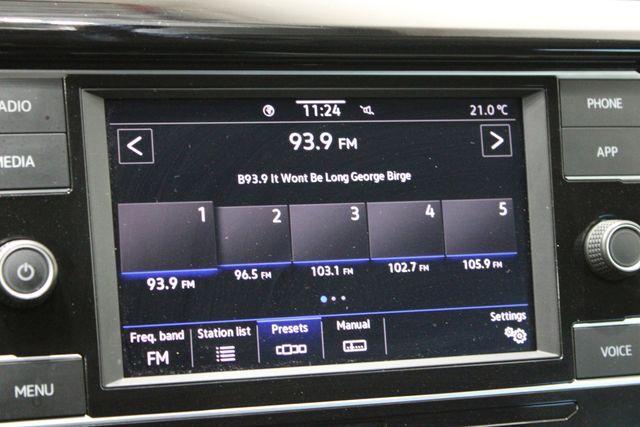 RADIO
MEDIA
MENU
11:24
21.0 °C
93.9 FM
B93.9 It Wont Be Long George Birge
1 2 3 4 5
93.9 FM 96.5 FM 103.1 FM 102.7 FM 105.9 FM
Freq. band Station list Presets Manual Settings
FM
PHONE
APP
VOICE